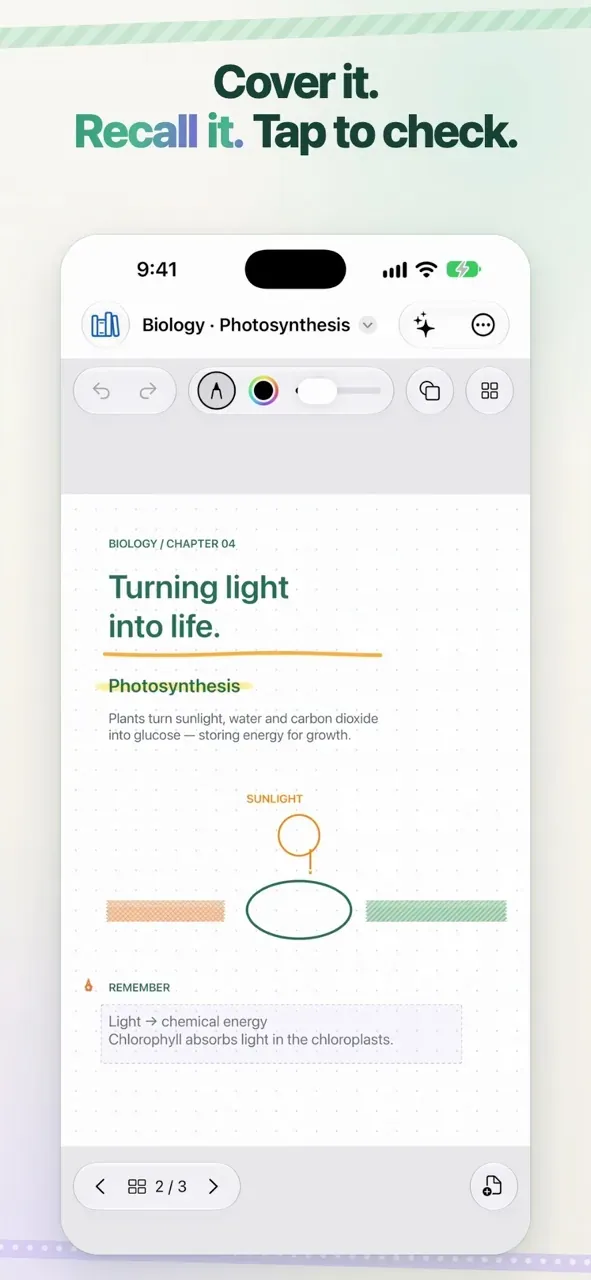 Cover it.
Recall it. Tap to check.
9:41
Biology · Photosynthesis
BIOLOGY / CHAPTER 04
Turning light
into life.
Photosynthesis
Plants turn sunlight, water and carbon dioxide
into glucose — storing energy for growth.
SUNLIGHT
REMEMBER
Light → chemical energy
Chlorophyll absorbs light in the chloroplasts.
2 / 3